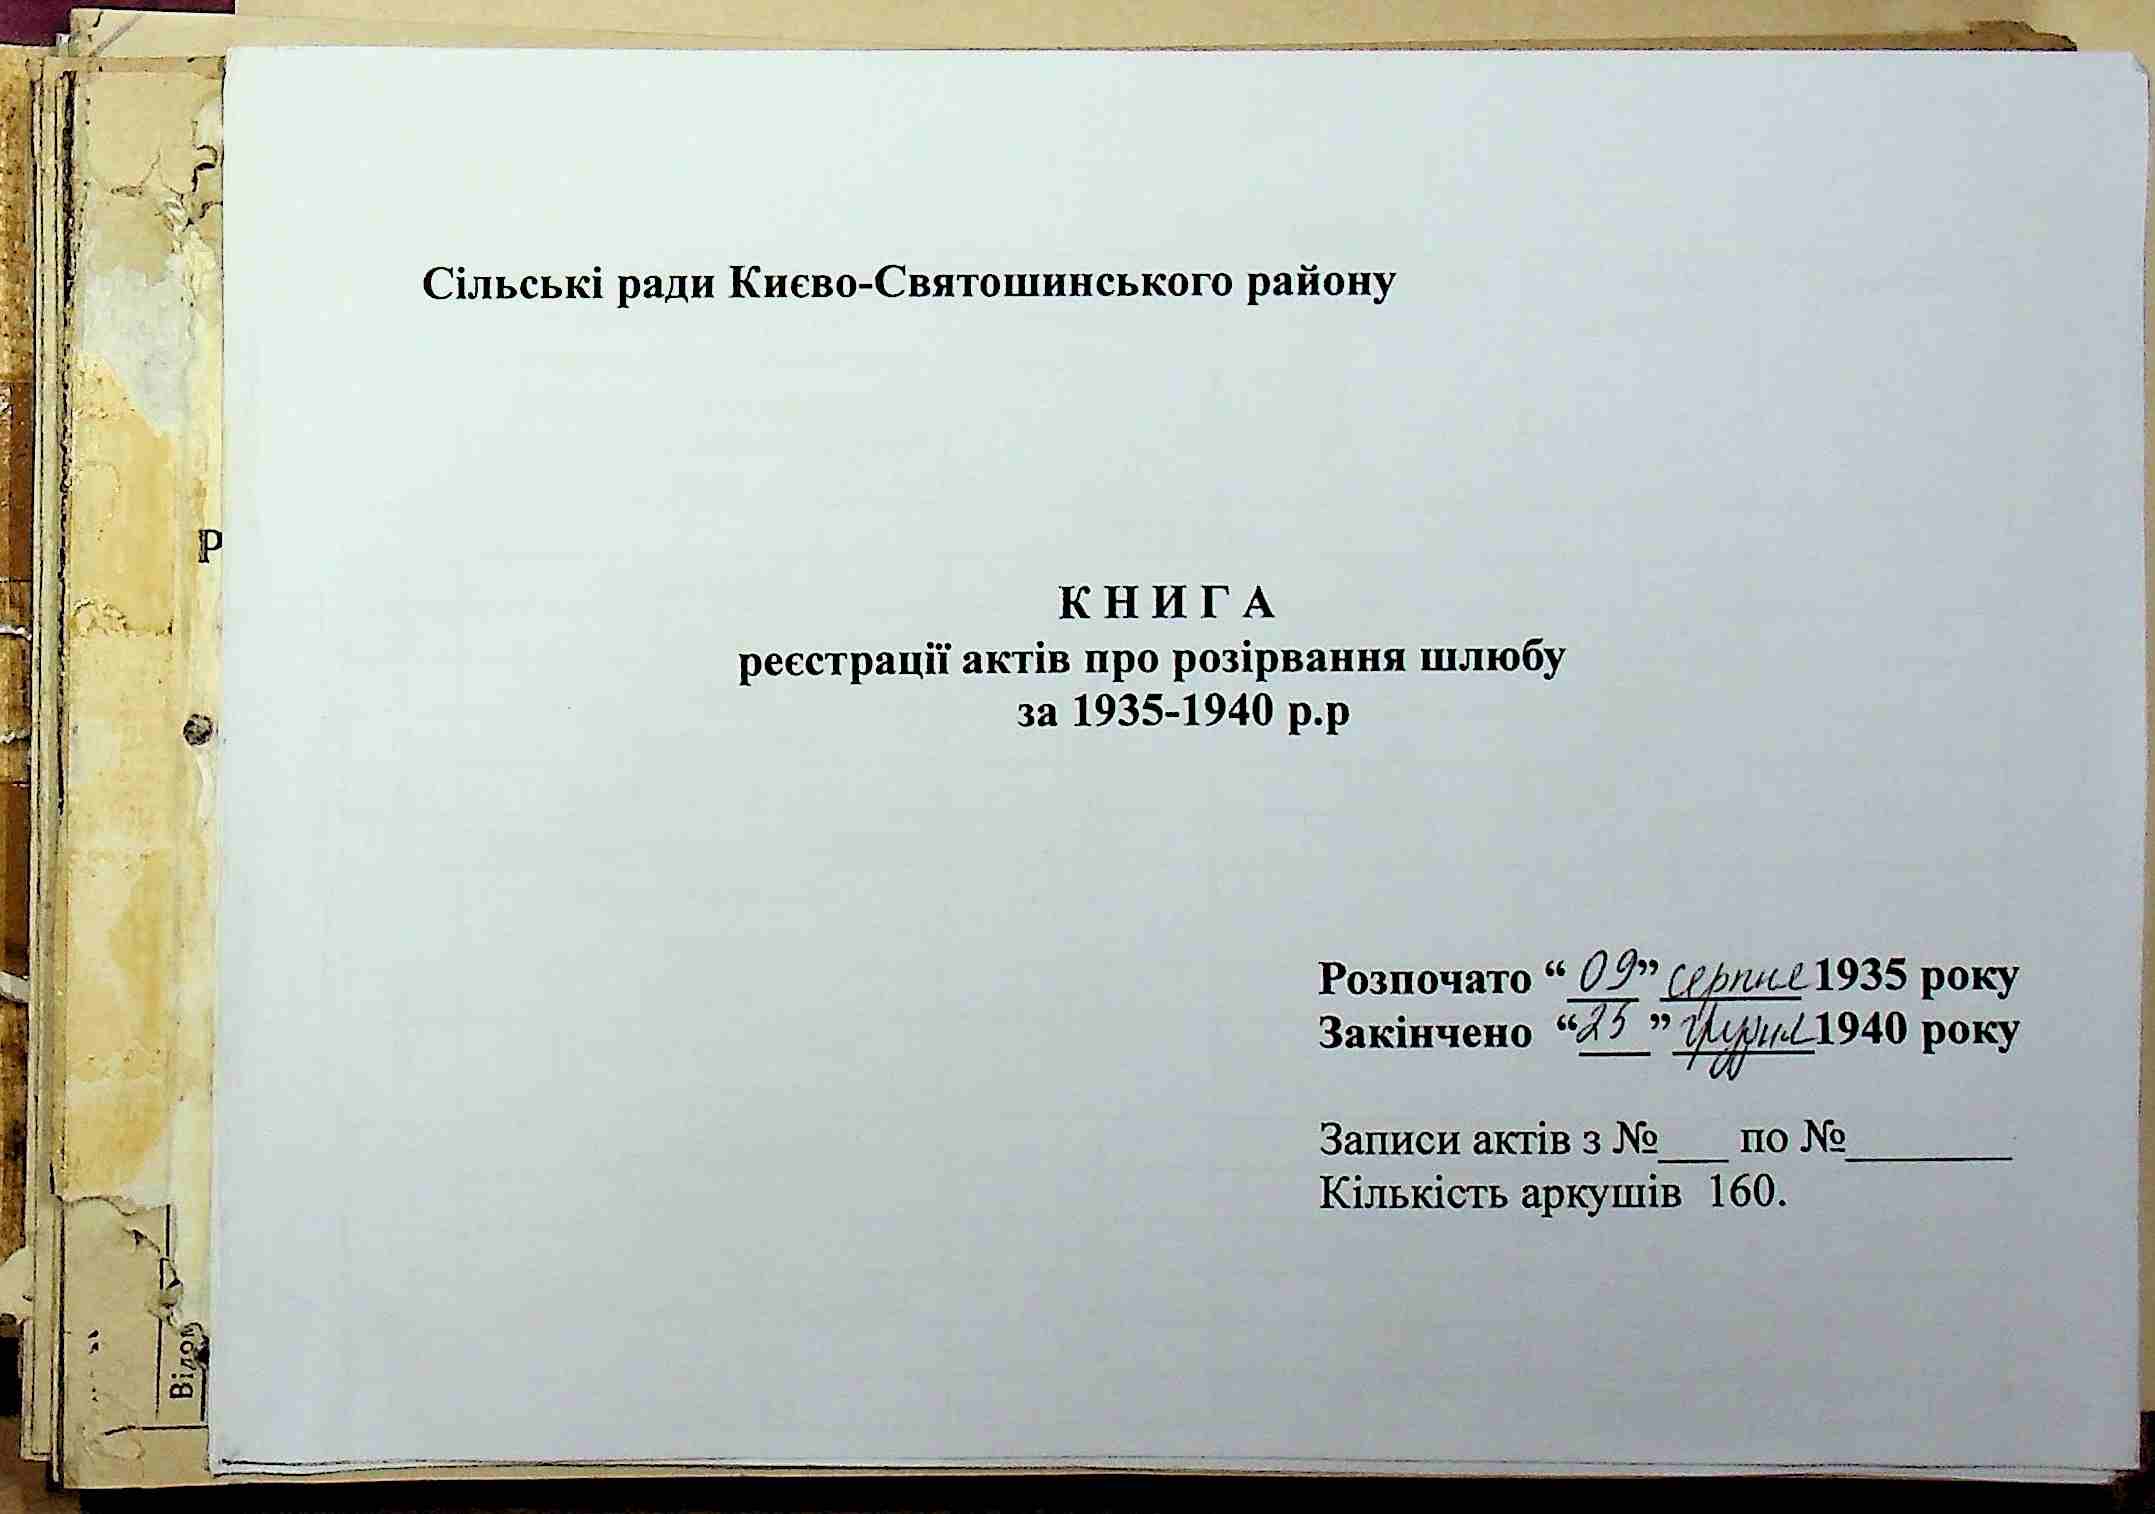 Сільські ради Києво-Святошинського району
К Н И Г А
реєстрації актів про розірвання шлюбу
за 1935-1940 р.р
Розпочато “ 09” серпня 1935 року
Закінчено “25 ” грудня 1940 року
Записи актів з №___ по №_______
Кількість аркушів 160.
Р
Відом